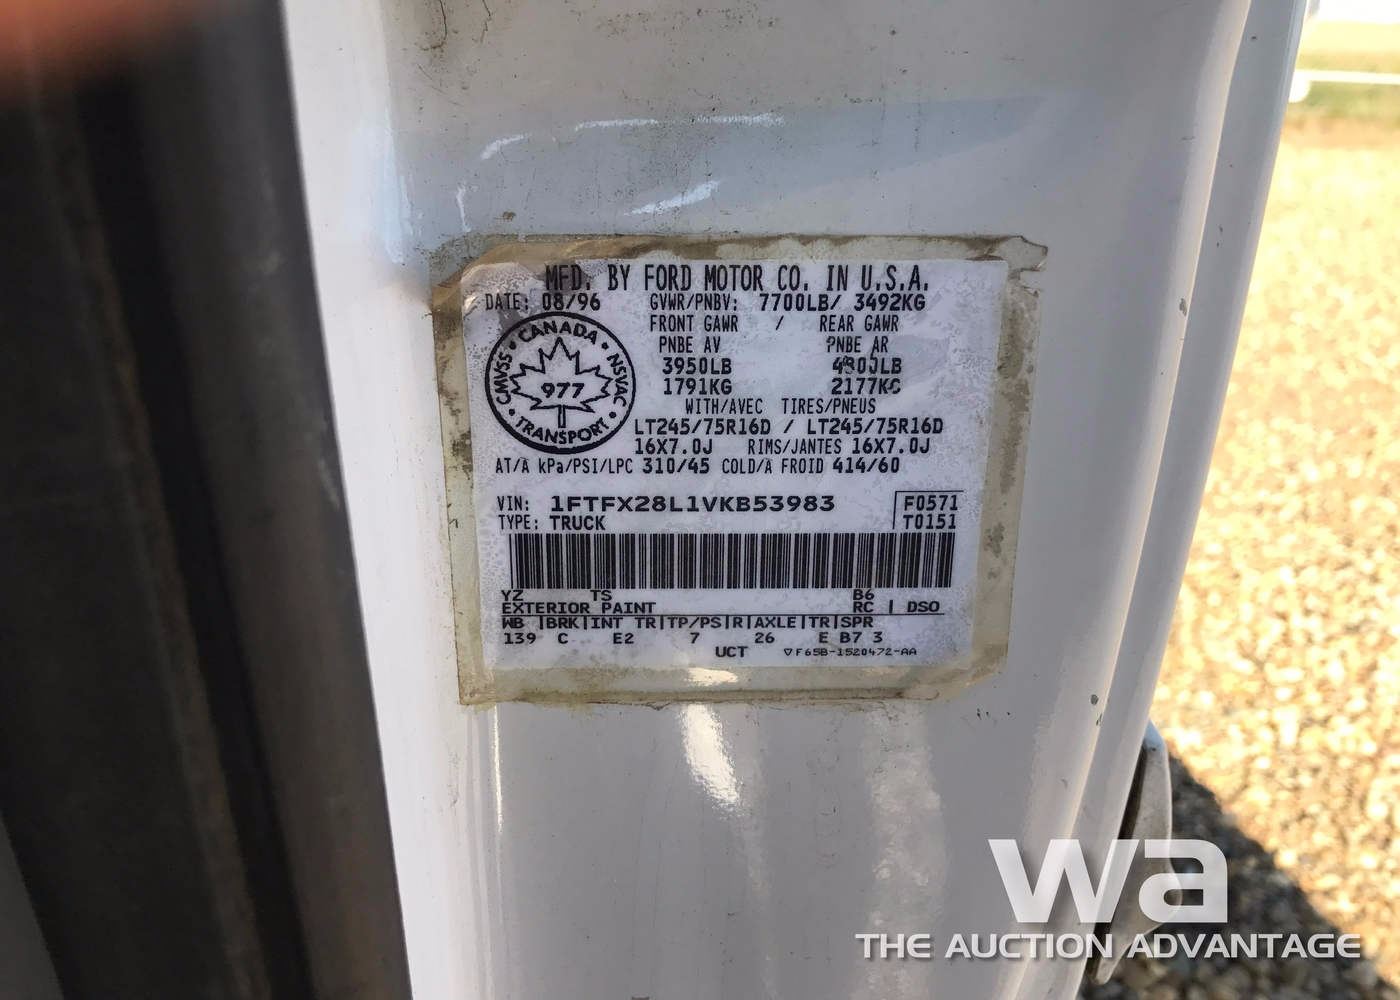 MFD. BY FORD MOTOR CO. IN U.S.A.
DATE: 08/96 GVWR/PNBV: 7700LB/ 3492KG
FRONT GAWR / REAR GAWR
PNBE AV PNBE AR
3950LB 4800LB
1791KG 2177KG
WITH/AVEC TIRES/PNEUS
LT245/75R16D / LT245/75R16D
16X7.0J RIMS/JANTES 16X7.0J
AT/A kPa/PSI/LPC 310/45 COLD/A FROID 414/60
CANADA
CMVSS NSVAC
977
TRANSPORT
VIN: 1FTFX28L1VKB53983 F0571
TYPE: TRUCK T0151
YZ TS B6
EXTERIOR PAINT RC | DSO
WB |BRK|INT TR|TP/PS|R|AXLE|TR|SPR
139 C E2 7 26 E B7 3
UCT ▽F65B-1520472-AA
wa
THE AUCTION ADVANTAGE